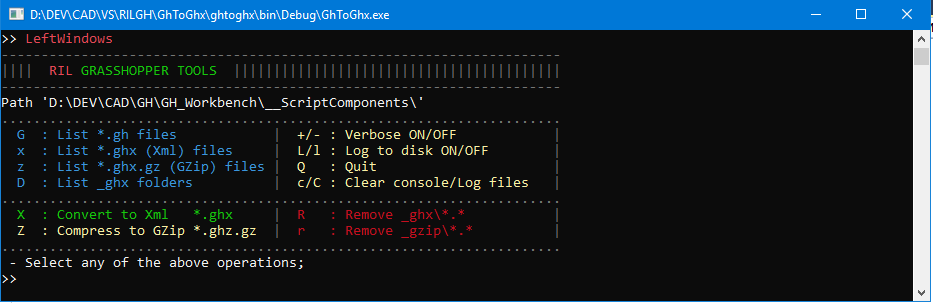 D:\DEV\CAD\VS\RILGH\GhToGhx\ghtoghx\bin\Debug\GhToGhx.exe
>> LeftWindows
----------------------------------------------------------------------
||||  RIL GRASSHOPPER TOOLS  |||||||||||||||||||||||||||||||||||||||||
----------------------------------------------------------------------
Path 'D:\DEV\CAD\GH\GH_Workbench\__ScriptComponents\'
......................................................................
  G  : List *.gh files            |  +/- : Verbose ON/OFF            |
  x  : List *.ghx (Xml) files     |  L/l : Log to disk ON/OFF        |
  z  : List *.ghx.gz (GZip) files |  Q   : Quit                      |
  D  : List _ghx folders          |  c/C : Clear console/Log files   |
......................................................................
  X  : Convert to Xml   *.ghx     |  R   : Remove _ghx\*.*           |
  Z  : Compress to GZip *.ghz.gz  |  r   : Remove _gzip\*.*          |
......................................................................
 - Select any of the above operations;
>>